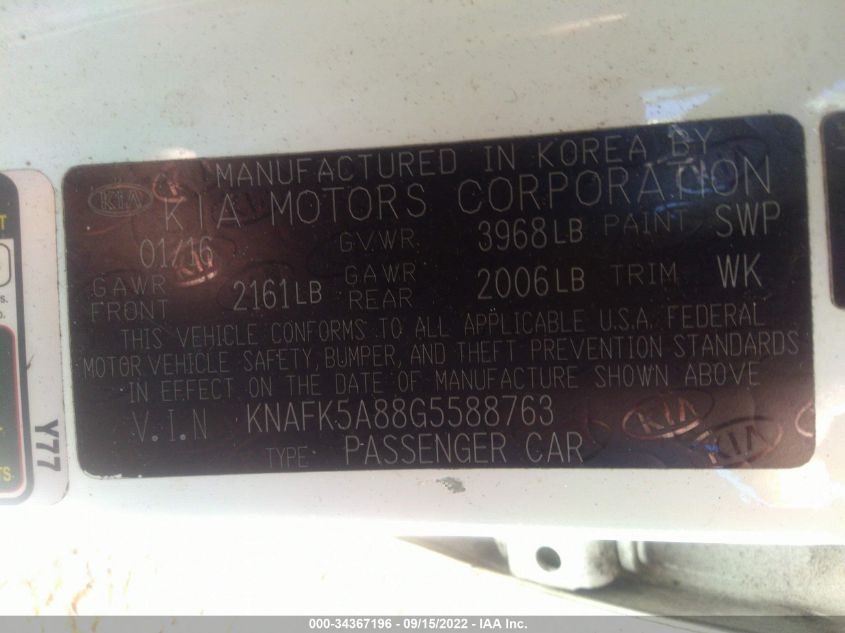 MANUFACTURED IN KOREA BY
KIA KIA MOTORS CORPORATION
01/16 GVWR 3968LB PAINT SWP
GAWR FRONT 2161LB GAWR REAR 2006LB TRIM WK
THIS VEHICLE CONFORMS TO ALL APPLICABLE U.S.A. FEDERAL
MOTOR VEHICLE SAFETY, BUMPER, AND THEFT PREVENTION STANDARDS
IN EFFECT ON THE DATE OF MANUFACTURE SHOWN ABOVE
V.I.N KNAFK5A88G5588763
TYPE PASSENGER CAR
KIA
KIA
Y77
000-34367196 - 09/15/2022 - IAA Inc.